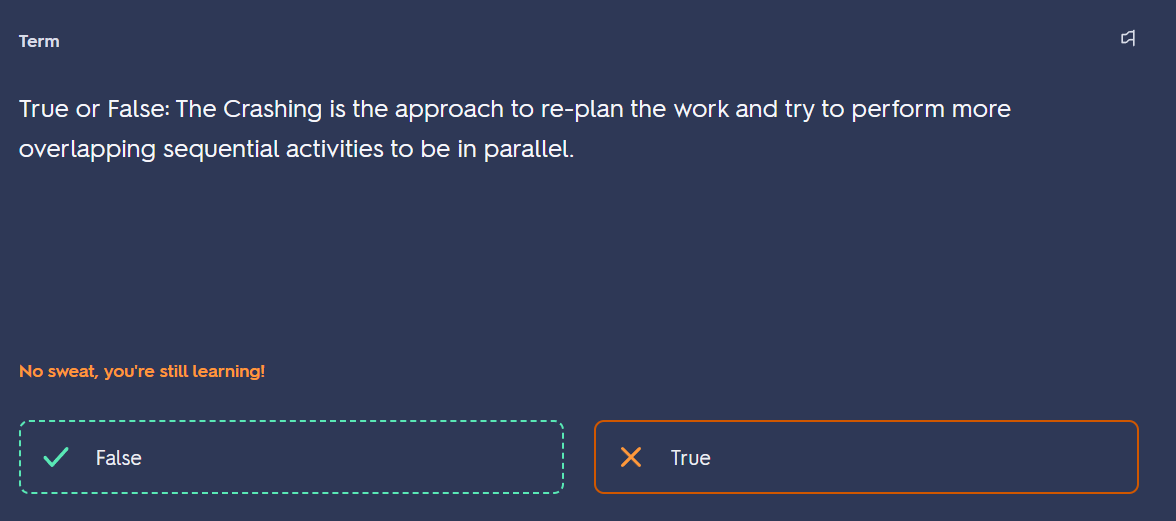 Term
True or False: The Crashing is the approach to re-plan the work and try to perform more
overlapping sequential activities to be in parallel.
No sweat, you're still learning!
False
True